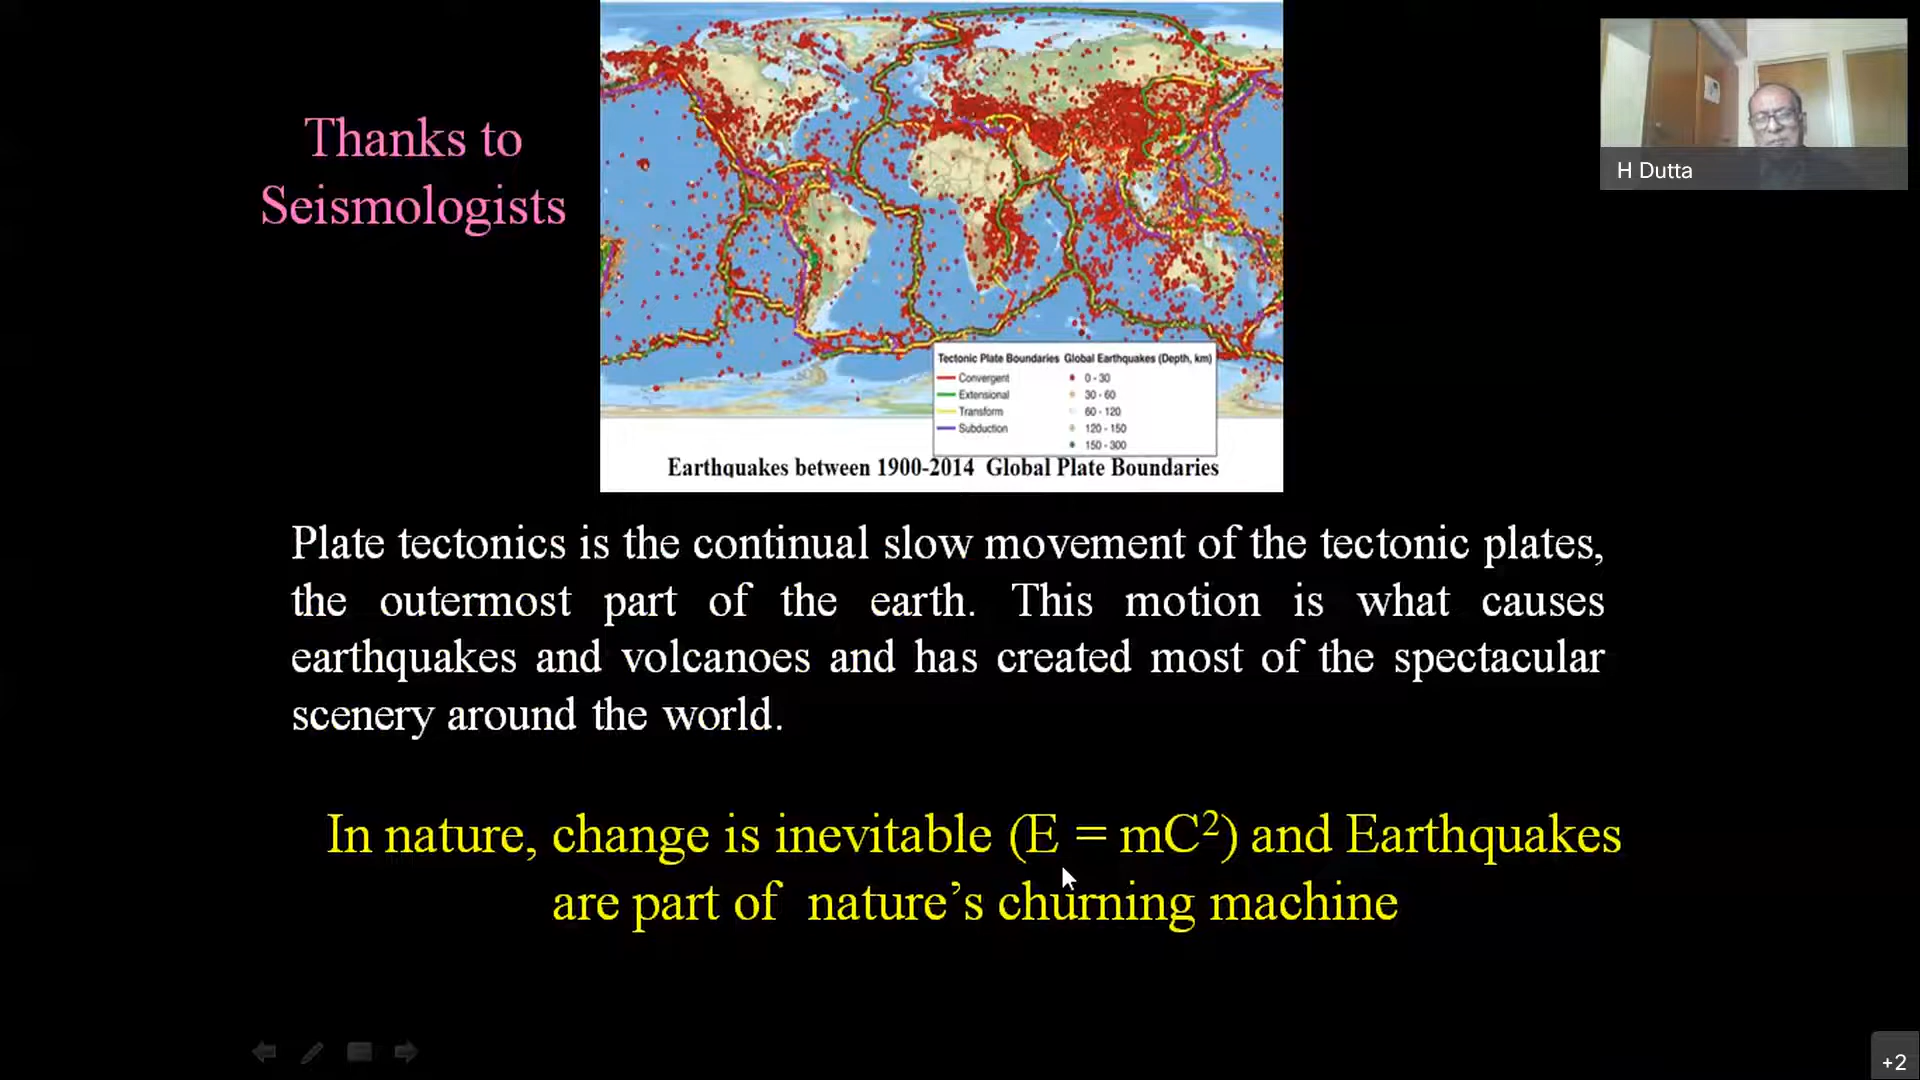 Thanks to
Seismologists
H Dutta
Tectonic Plate Boundaries Global Earthquakes (Depth, km)
Convergent 0 - 30
Extensional 30 - 60
Transform 60 - 120
Subduction 120 - 150
150 - 300
Earthquakes between 1900-2014 Global Plate Boundaries
Plate tectonics is the continual slow movement of the tectonic plates,
the outermost part of the earth. This motion is what causes
earthquakes and volcanoes and has created most of the spectacular
scenery around the world.
In nature, change is inevitable (E = mC²) and Earthquakes
are part of nature’s churning machine
+2